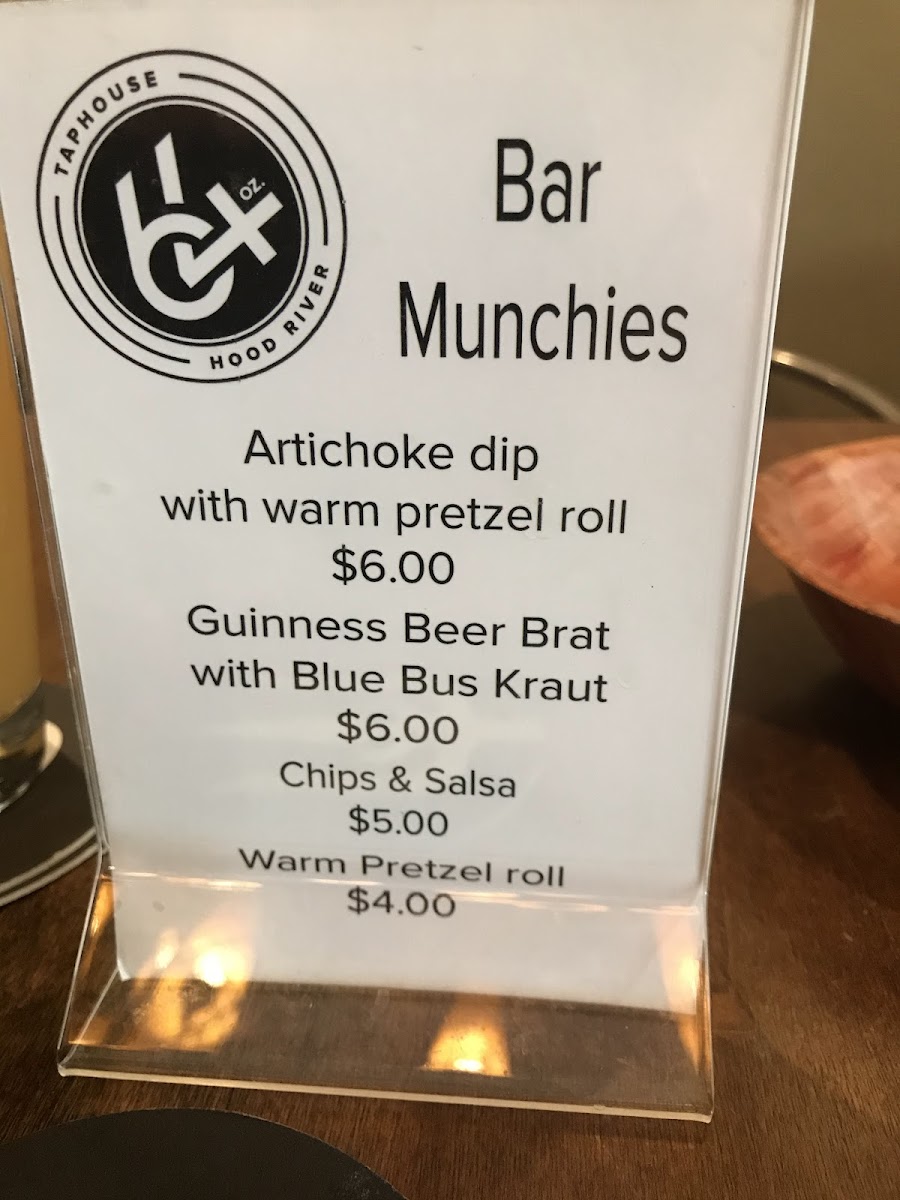 TAPHOUSE
64 oz.
HOOD RIVER
Bar
Munchies
Artichoke dip
with warm pretzel roll
$6.00
Guinness Beer Brat
with Blue Bus Kraut
$6.00
Chips & Salsa
$5.00
Warm Pretzel roll
$4.00